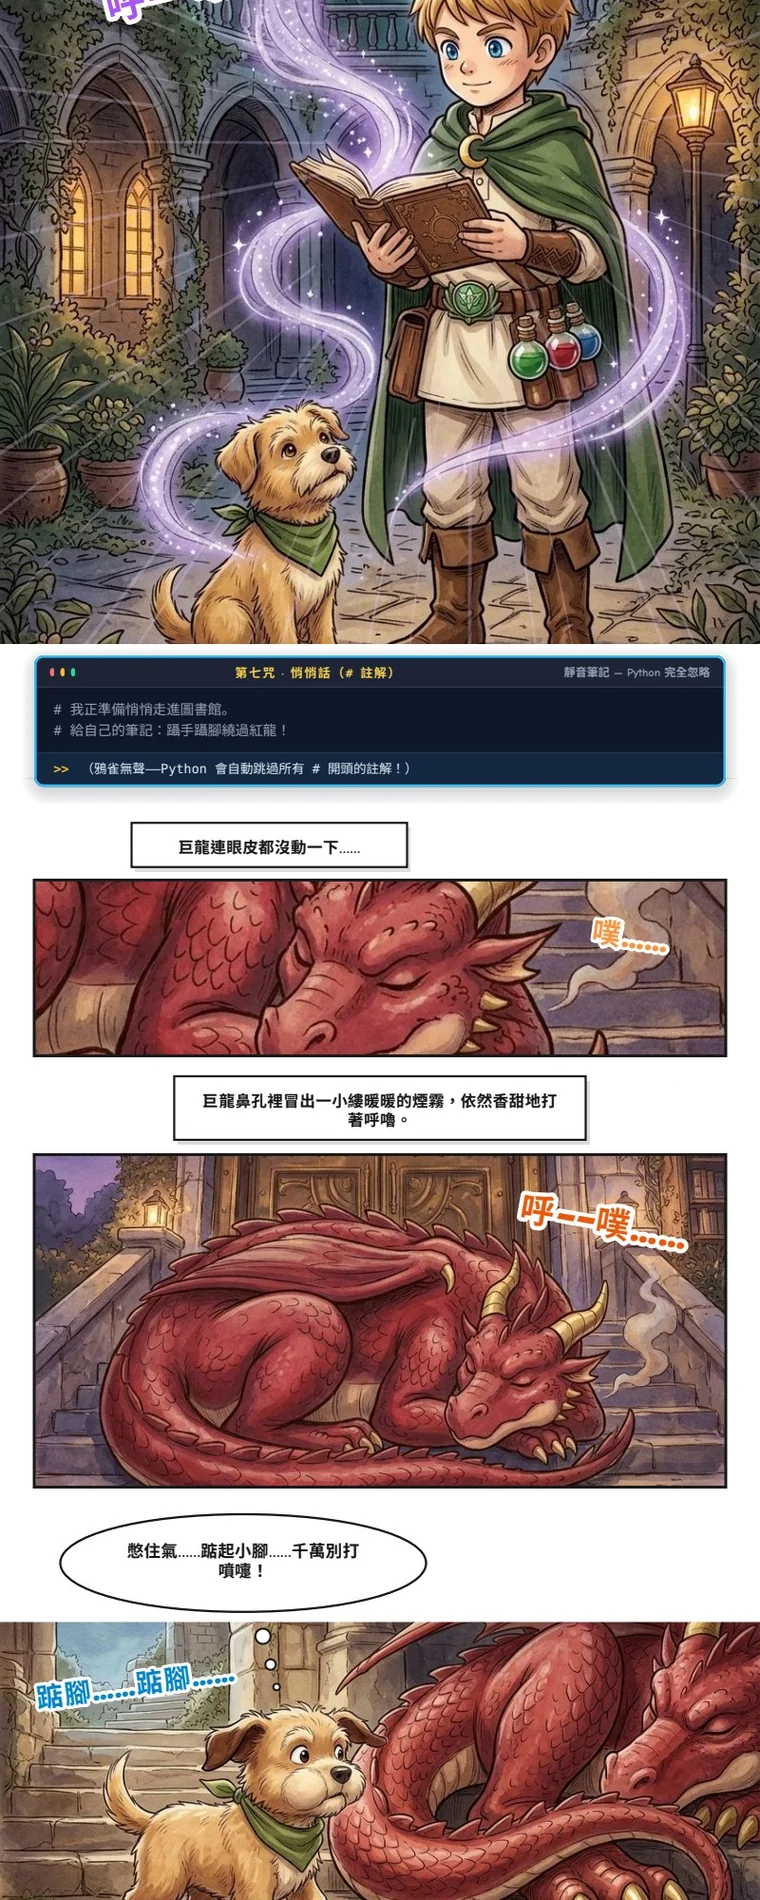 呼
第七咒 · 悄悄話（# 註解）
靜音筆記 — Python 完全忽略
# 我正準備悄悄走進圖書館。
# 給自己的筆記：躡手躡腳繞過紅龍！
>> （鴉雀無聲——Python 會自動跳過所有 # 開頭的註解！）
巨龍連眼皮都沒動一下……
噗……
巨龍鼻孔裡冒出一小縷暖暖的煙霧，依然香甜地打
著呼嚕。
呼——噗……
憋住氣……踮起小腳……千萬別打
噴嚏！
踮腳……踮腳……